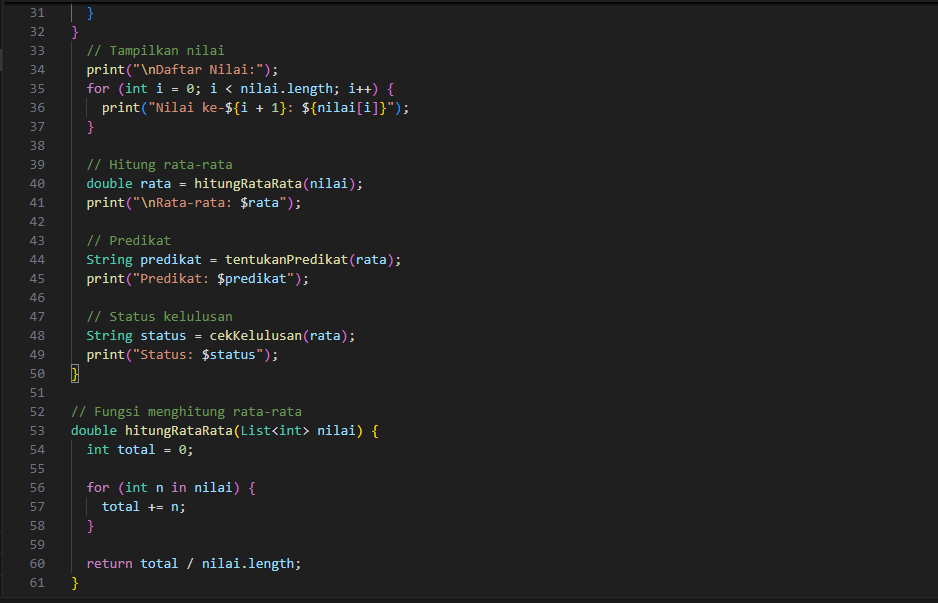 31 }
32 }
33 // Tampilkan nilai
34 print("\nDaftar Nilai:");
35 for (int i = 0; i < nilai.length; i++) {
36 print("Nilai ke-${i + 1}: ${nilai[i]}");
37 }
38
39 // Hitung rata-rata
40 double rata = hitungRataRata(nilai);
41 print("\nRata-rata: $rata");
42
43 // Predikat
44 String predikat = tentukanPredikat(rata);
45 print("Predikat: $predikat");
46
47 // Status kelulusan
48 String status = cekKelulusan(rata);
49 print("Status: $status");
50 }
51
52 // Fungsi menghitung rata-rata
53 double hitungRataRata(List<int> nilai) {
54 int total = 0;
55
56 for (int n in nilai) {
57 total += n;
58 }
59
60 return total / nilai.length;
61 }